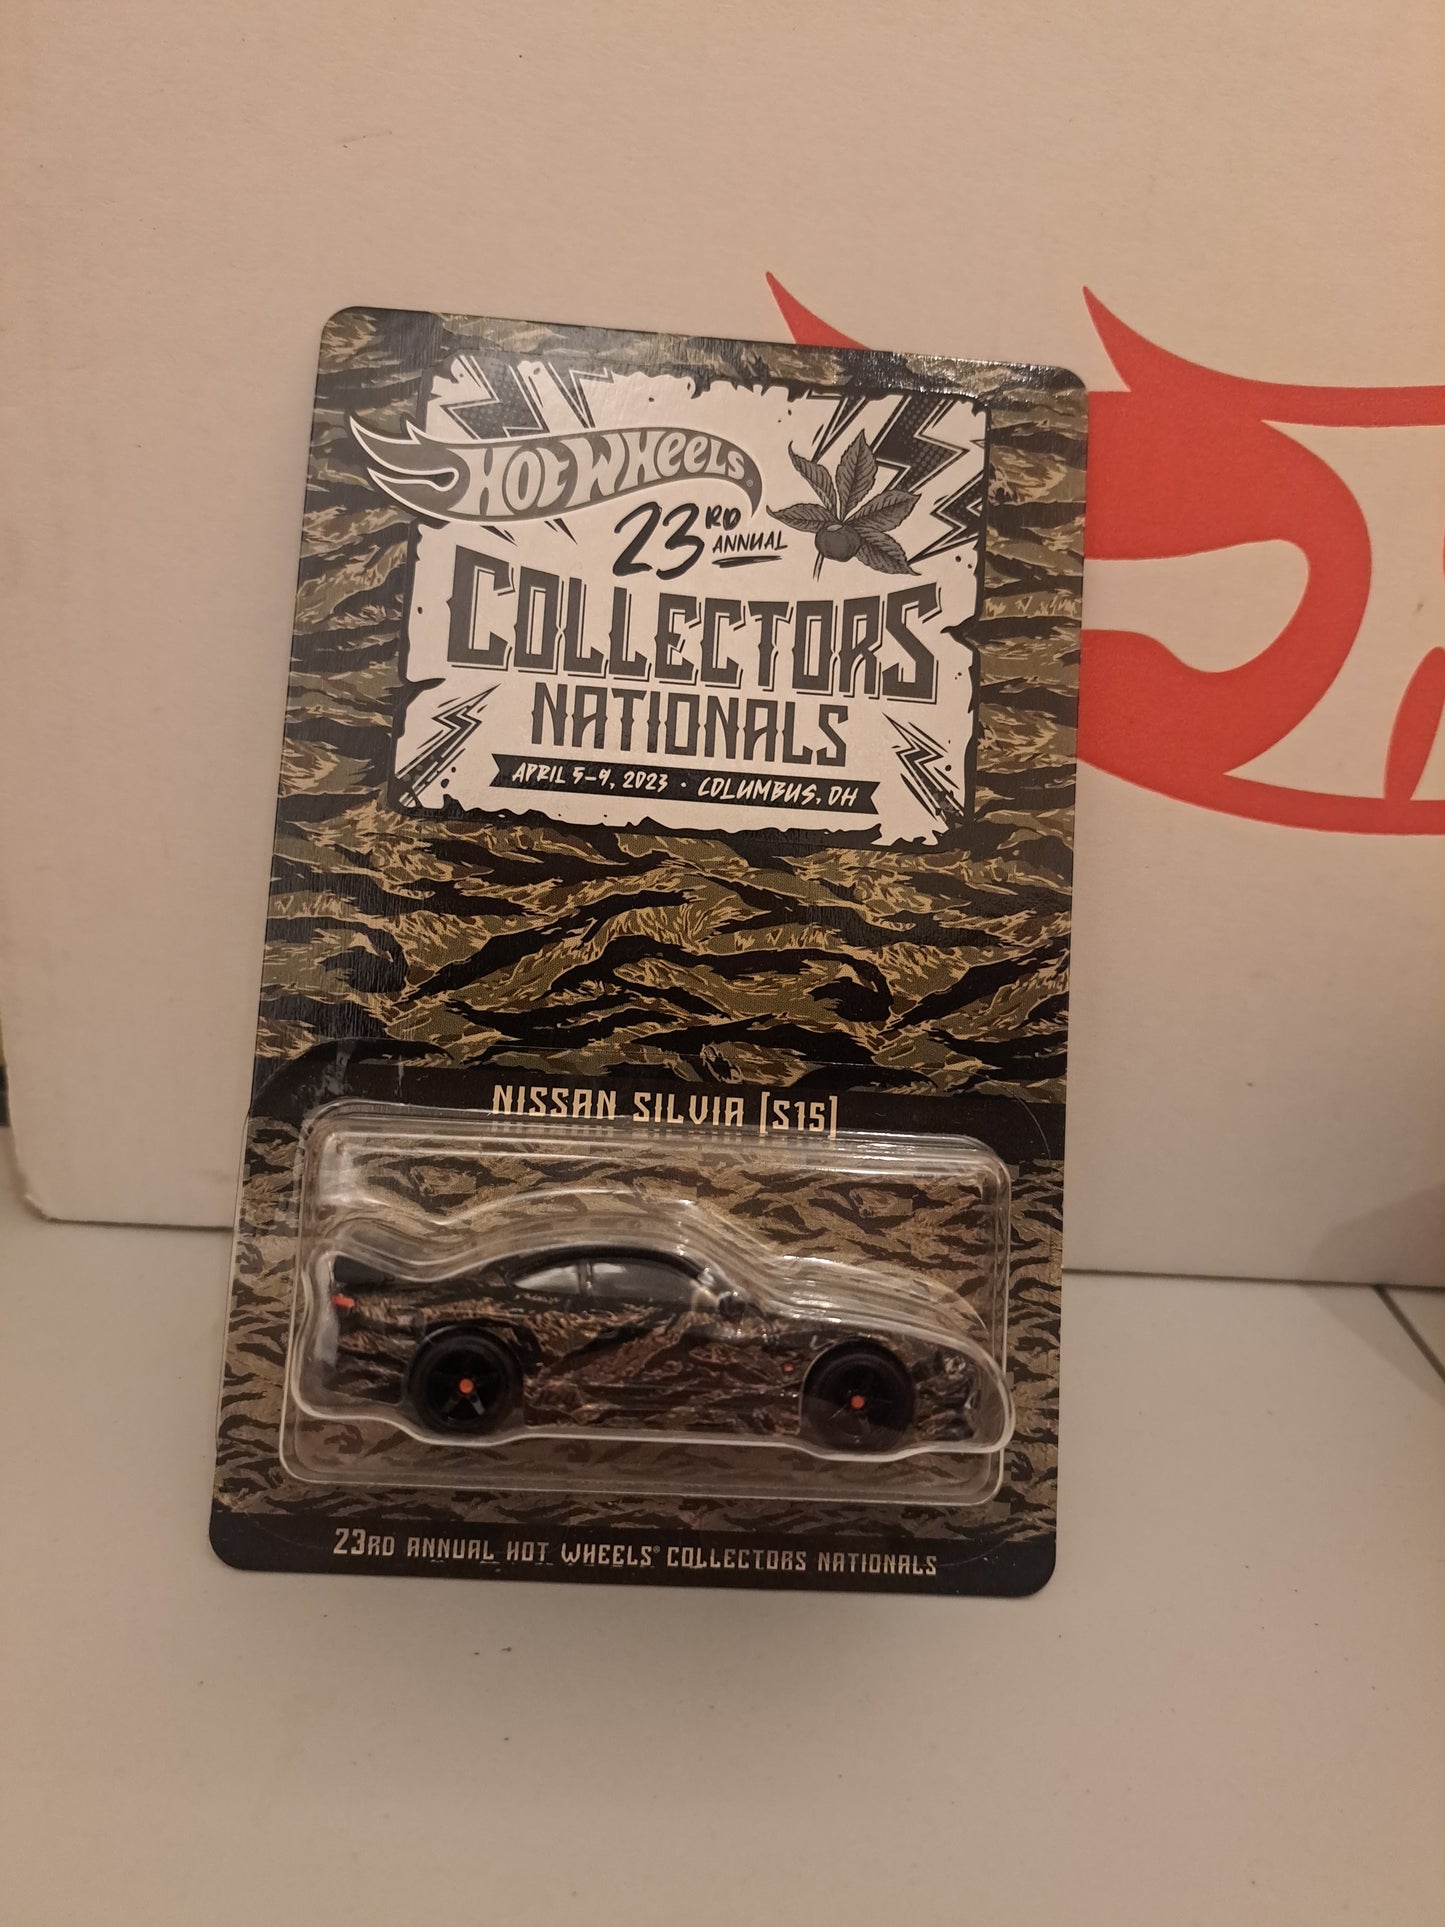 HOT WHEELS®
23RD
ANNUAL
COLLECTORS
NATIONALS
APRIL 5-9, 2023 · COLUMBUS, OH
NISSAN SILVIA [S15]
23RD ANNUAL HOT WHEELS® COLLECTORS NATIONALS